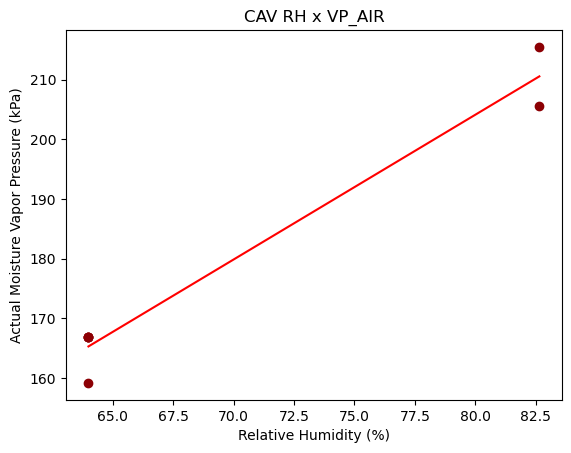 CAV RH x VP_AIR
Actual Moisture Vapor Pressure (kPa)
210
200
190
180
170
160
65.0 67.5 70.0 72.5 75.0 77.5 80.0 82.5
Relative Humidity (%)